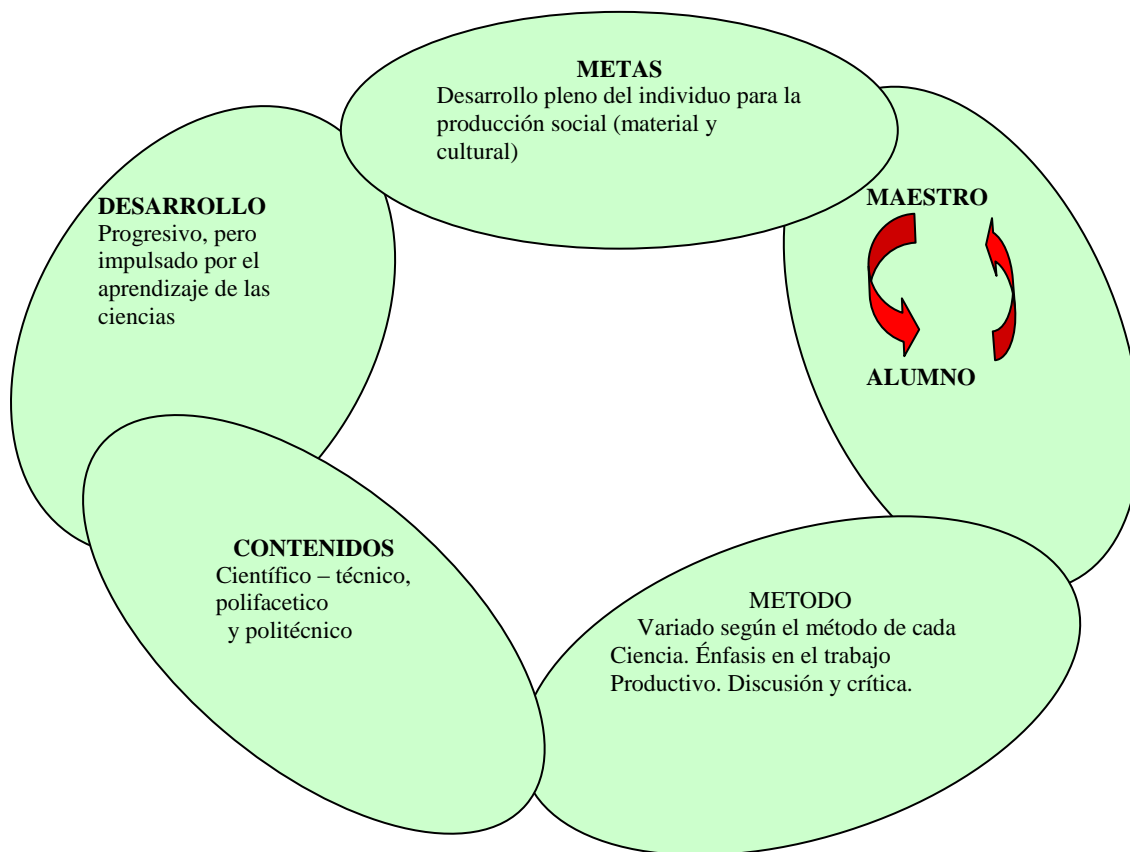 METAS
Desarrollo pleno del individuo para la
producción social (material y
cultural)
MAESTRO
ALUMNO
METODO
Variado según el método de cada
Ciencia. Énfasis en el trabajo
Productivo. Discusión y crítica.
CONTENIDOS
Científico – técnico,
polifacetico
y politécnico
DESARROLLO
Progresivo, pero
impulsado por el
aprendizaje de las
ciencias